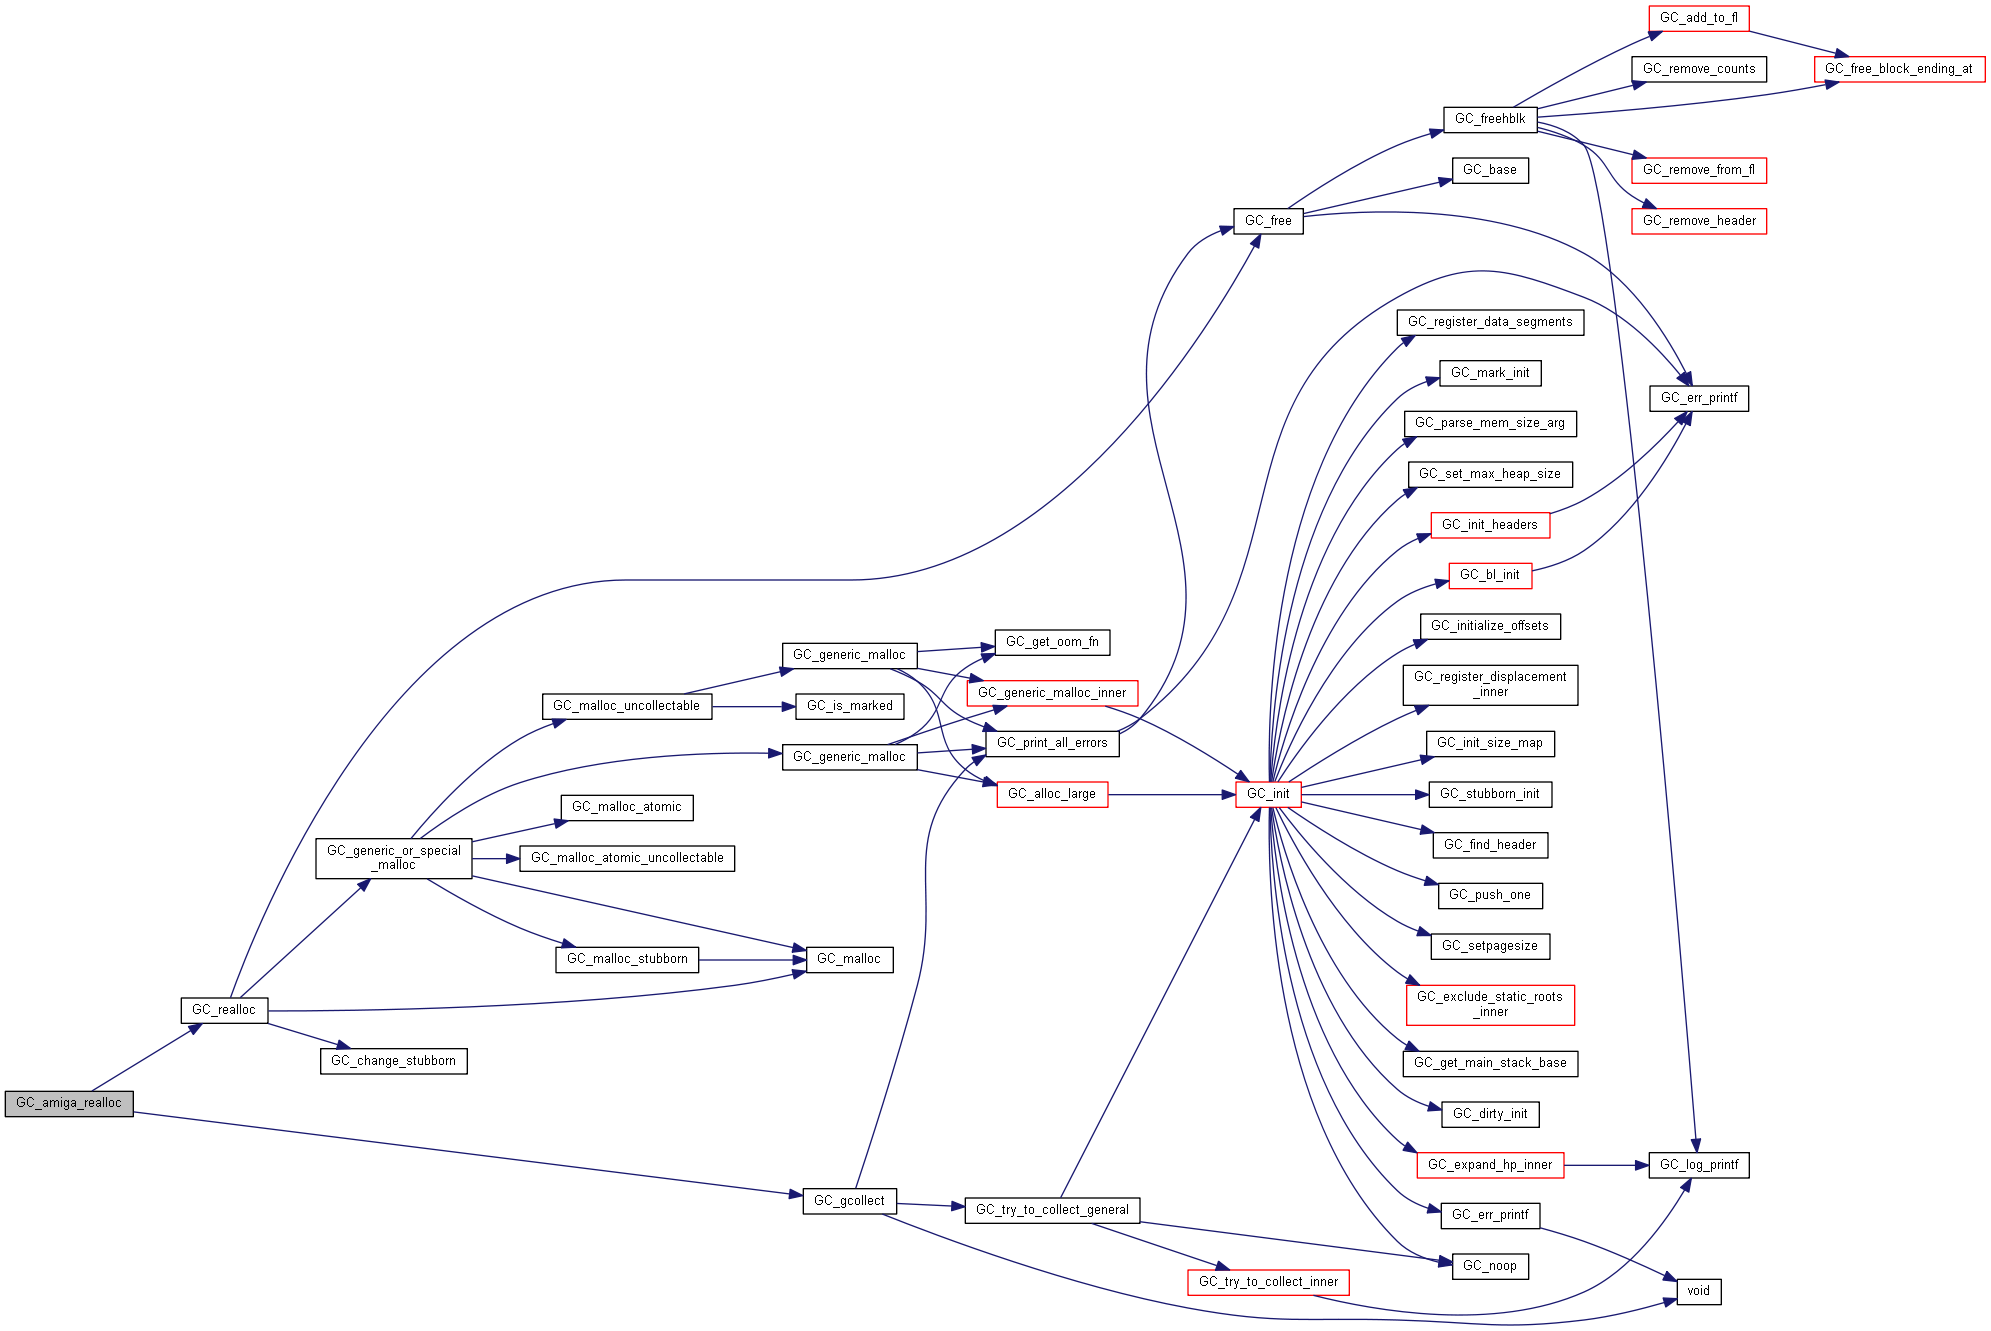 GC_add_to_fl
GC_remove_counts
GC_free_block_ending_at
GC_freehblk
GC_base
GC_remove_from_fl
GC_free
GC_remove_header
GC_register_data_segments
GC_mark_init
GC_err_printf
GC_parse_mem_size_arg
GC_set_max_heap_size
GC_init_headers
GC_bl_init
GC_initialize_offsets
GC_get_oom_fn
GC_generic_malloc
GC_register_displacement
_inner
GC_generic_malloc_inner
GC_malloc_uncollectable
GC_is_marked
GC_print_all_errors
GC_init_size_map
GC_generic_malloc
GC_alloc_large
GC_init
GC_stubborn_init
GC_malloc_atomic
GC_find_header
GC_generic_or_special
_malloc
GC_malloc_atomic_uncollectable
GC_push_one
GC_setpagesize
GC_malloc_stubborn
GC_malloc
GC_exclude_static_roots
_inner
GC_realloc
GC_change_stubborn
GC_get_main_stack_base
GC_amiga_realloc
GC_dirty_init
GC_expand_hp_inner
GC_log_printf
GC_gcollect
GC_try_to_collect_general
GC_err_printf
GC_noop
GC_try_to_collect_inner
void